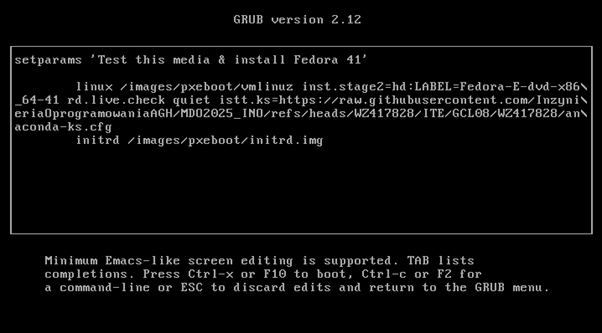 GRUB version 2.12
setparams 'Test this media & install Fedora 41'
linux /images/pxeboot/vmlinuz inst.stage2=hd:LABEL=Fedora-E-dvd-x86\
_64-41 rd.live.check quiet istt.ks=https://raw.githubusercontent.com/Inzyni\
eriaOprogramowaniaAGH/MDO2025_INO/refs/heads/WZ417828/ITE/GCL08/WZ417828/an\
aconda-ks.cfg
initrd /images/pxeboot/initrd.img
Minimum Emacs-like screen editing is supported. TAB lists
completions. Press Ctrl-x or F10 to boot, Ctrl-c or F2 for
a command-line or ESC to discard edits and return to the GRUB menu.